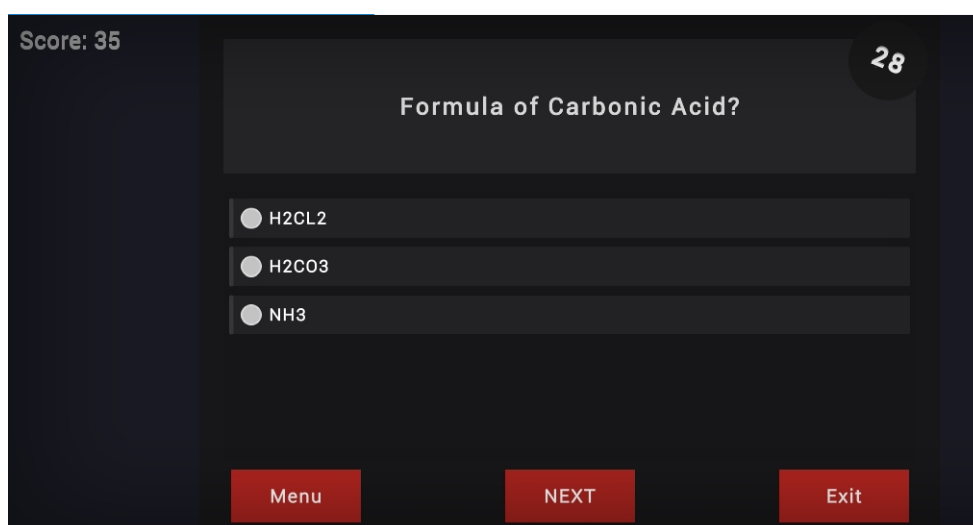 Score: 35
28
Formula of Carbonic Acid?
H2CL2
H2CO3
NH3
Menu
NEXT
Exit